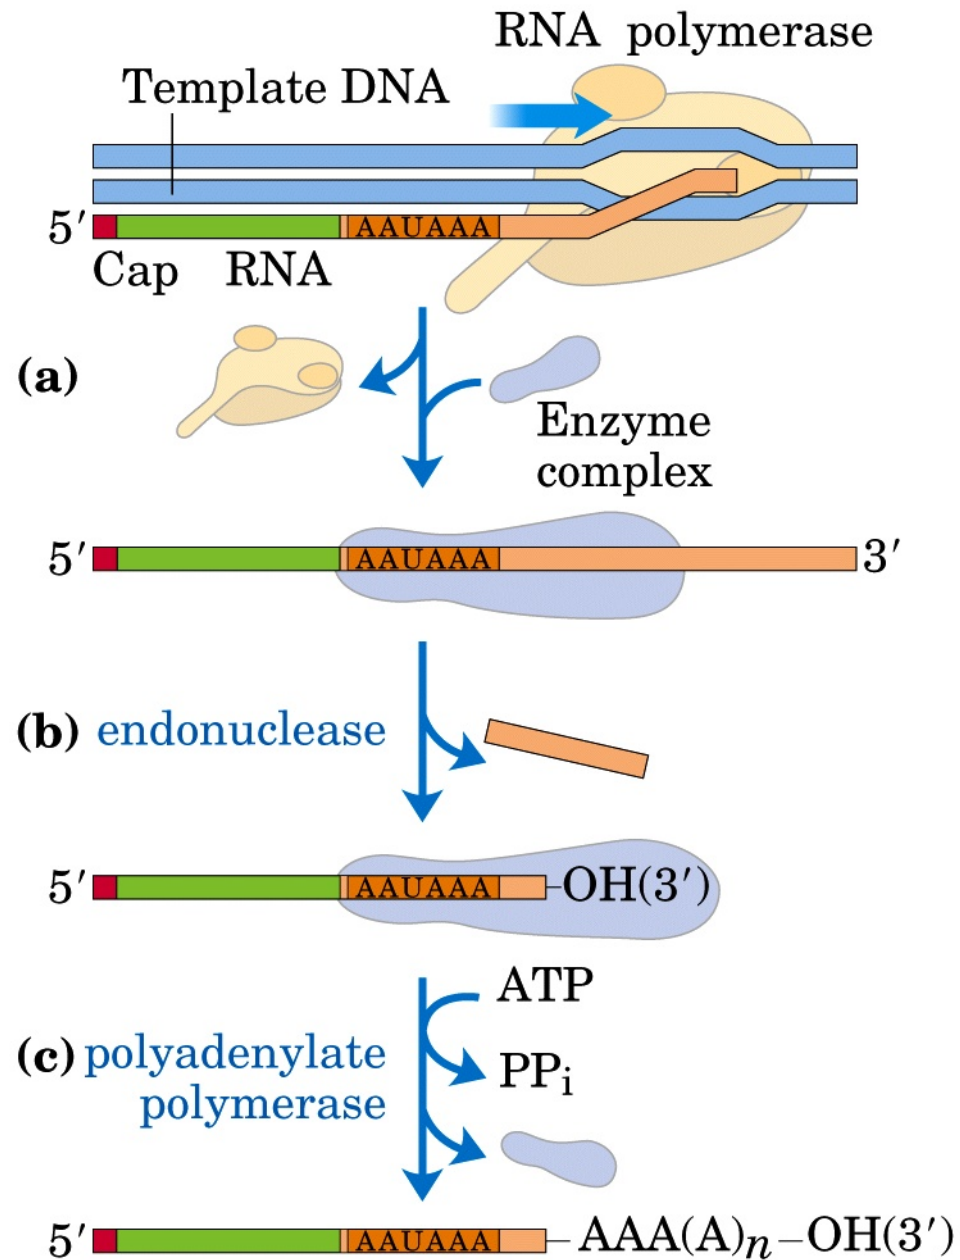 RNA polymerase
Template DNA
5′ AAUAAA
Cap RNA
(a)
Enzyme
complex
5′ AAUAAA 3′
(b) endonuclease
5′ AAUAAA OH(3′)
ATP
(c) polyadenylate
polymerase
PPi
5′ AAUAAA AAA(A)n–OH(3′)